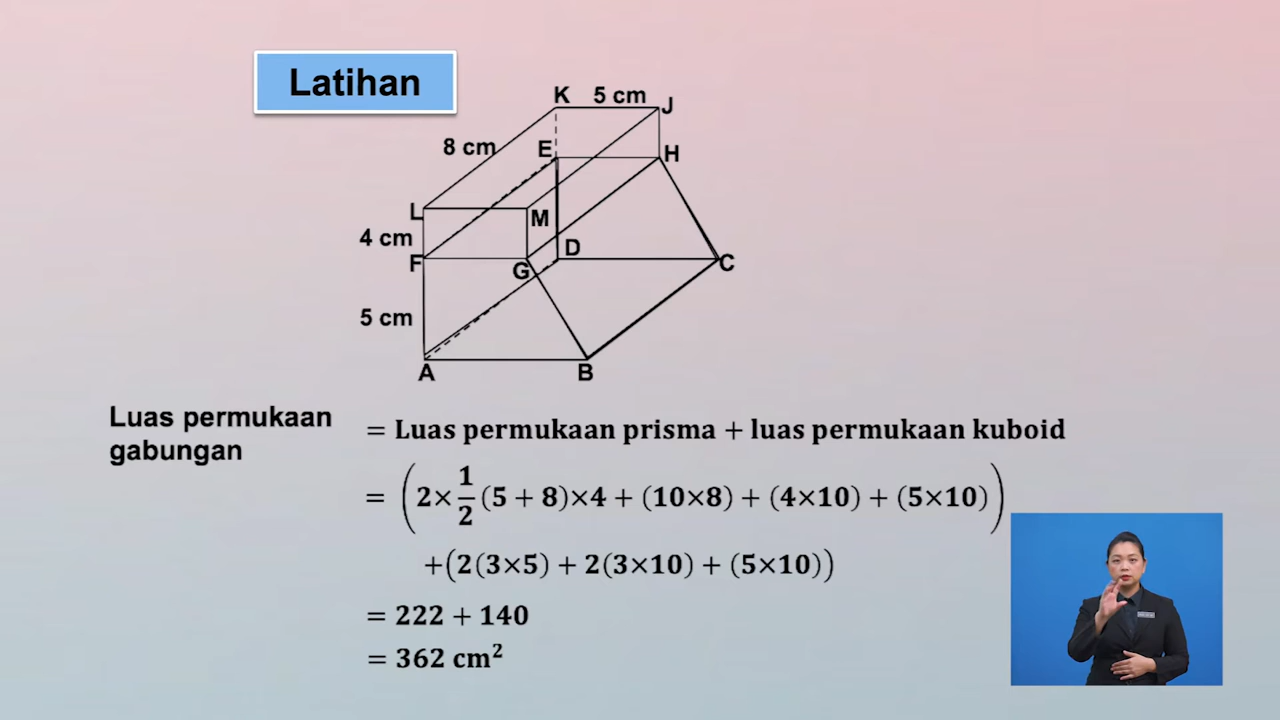 Latihan
K 5 cm J
8 cm E H
L M
4 cm D
F G C
5 cm
A B
Luas permukaan
gabungan
= Luas permukaan prisma + luas permukaan kuboid
= (2×1/2(5 + 8)×4 + (10×8) + (4×10) + (5×10))
+(2(3×5) + 2(3×10) + (5×10))
= 222 + 140
= 362 cm²